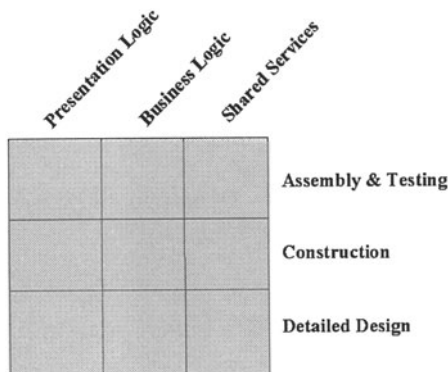 Presentation Logic
Business Logic
Shared Services
Assembly & Testing
Construction
Detailed Design